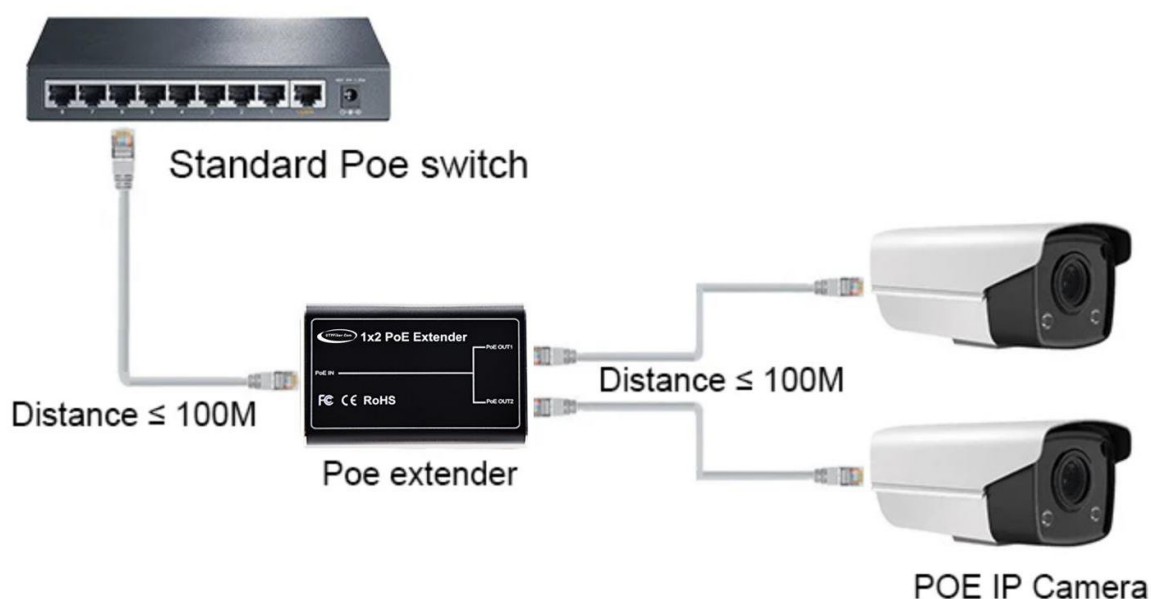 Standard Poe switch
1x2 PoE Extender
PoE OUT1
PoE IN
Distance ≤ 100M
Distance ≤ 100M
FC CE RoHS
PoE OUT2
Poe extender
POE IP Camera